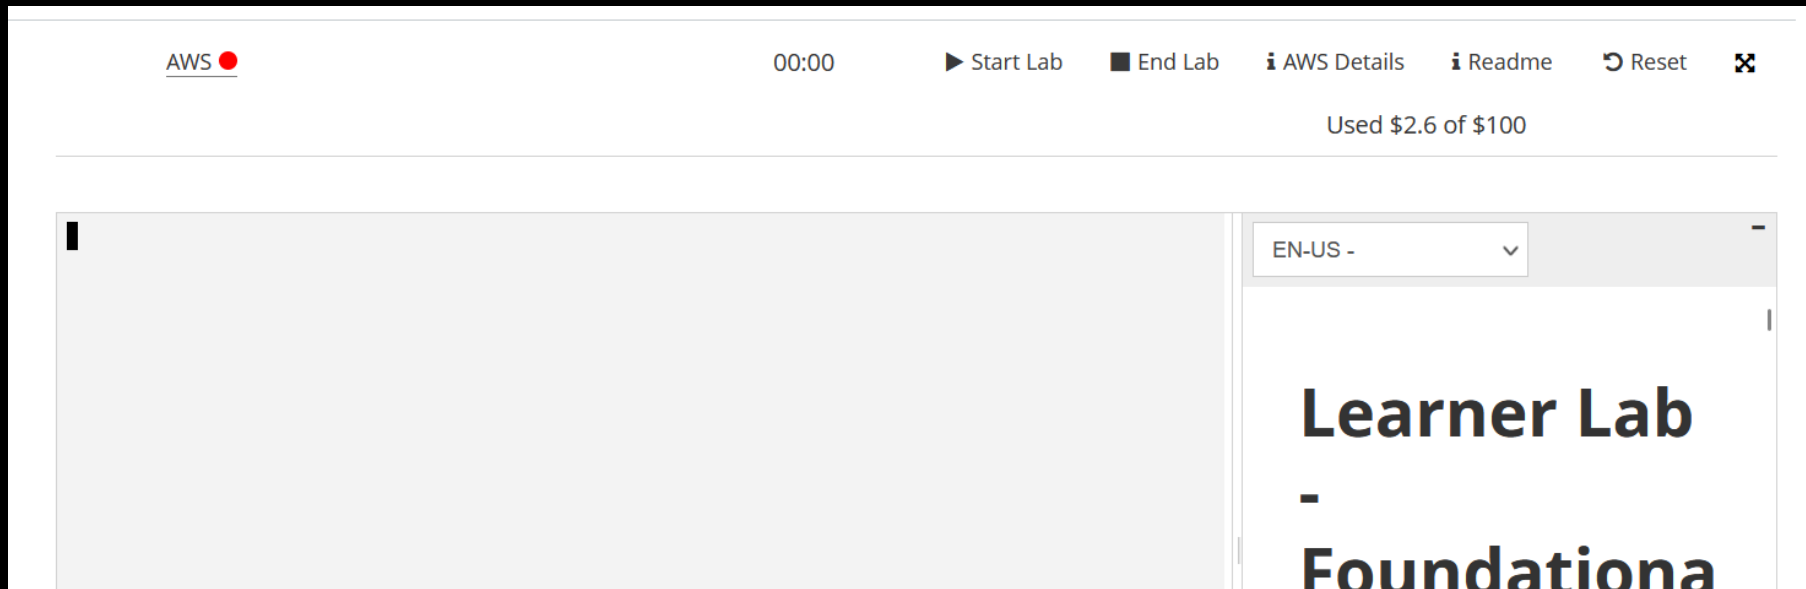 AWS 00:00 Start Lab End Lab AWS Details Readme Reset
Used $2.6 of $100
EN-US -
Learner Lab
-
Foundationa